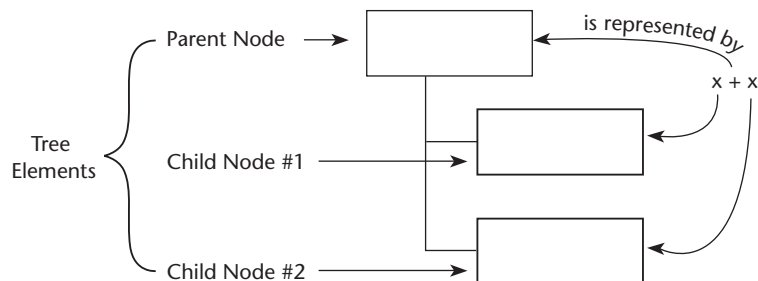 is represented by
Parent Node
x + x
Tree
Elements
Child Node #1
Child Node #2